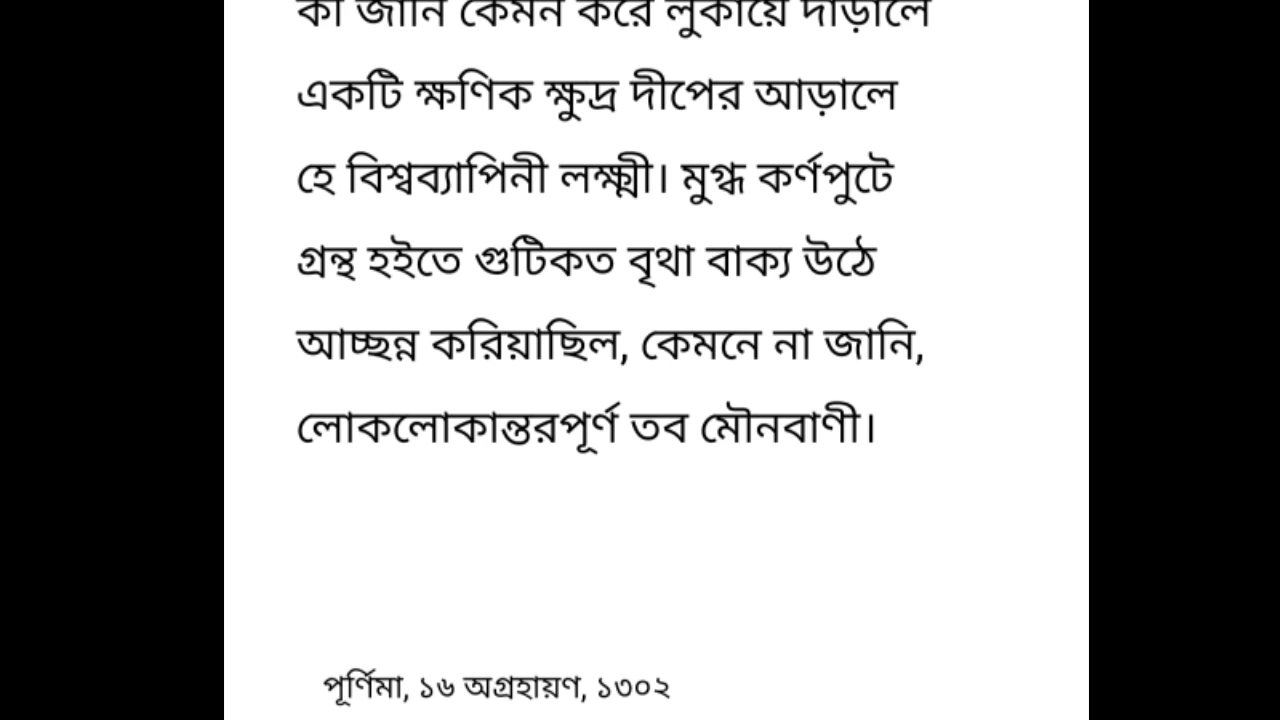 কী জানি কেমন করে লুকায়ে দাঁড়ালে
একটি ক্ষণিক ক্ষুদ্র দীপের আড়ালে
হে বিশ্বব্যাপিনী লক্ষ্মী। মুগ্ধ কর্ণপুটে
গ্রন্থ হইতে গুটিকত বৃথা বাক্য উঠে
আচ্ছন্ন করিয়াছিল, কেমনে না জানি,
লোকলোকান্তরপূর্ণ তব মৌনবাণী।
পূর্ণিমা, ১৬ অগ্রহায়ণ, ১৩০২